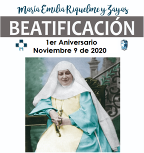 María Emilia Riquelme y Zayas
BEATIFICACIÓN
1er Aniversario
Noviembre 9 de 2020